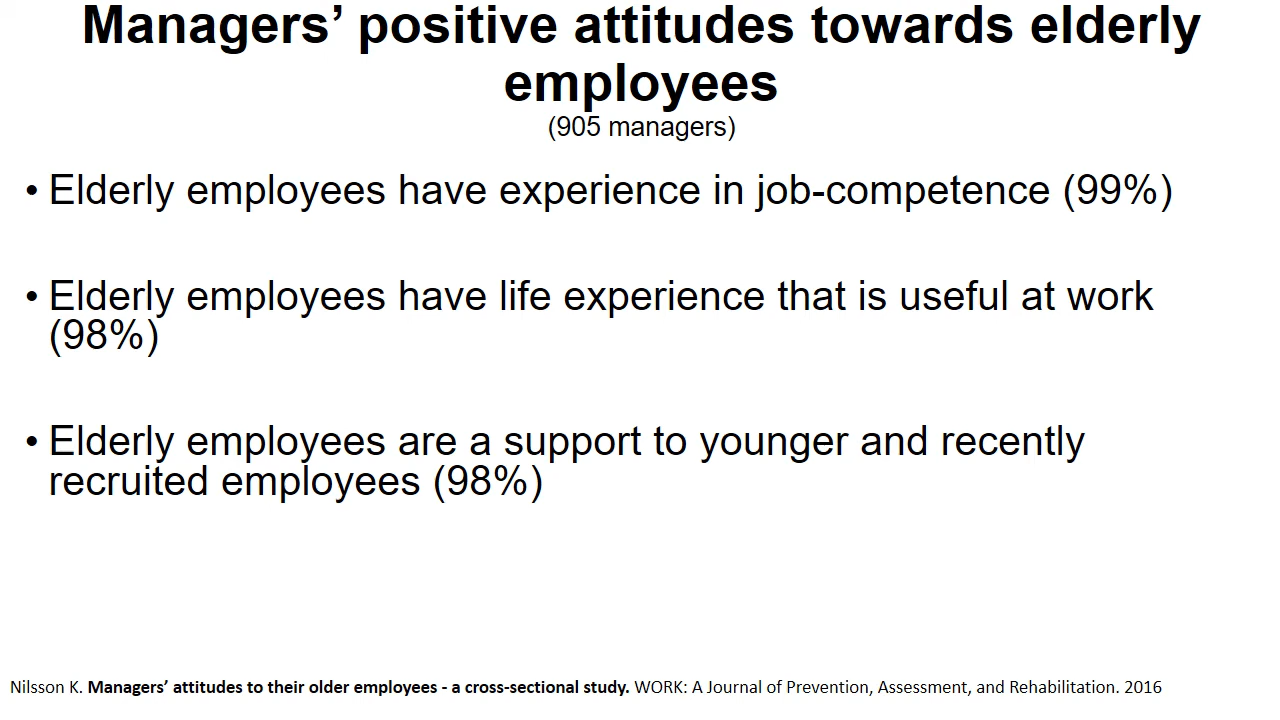 Managers’ positive attitudes towards elderly
employees
(905 managers)
• Elderly employees have experience in job-competence (99%)
• Elderly employees have life experience that is useful at work
(98%)
• Elderly employees are a support to younger and recently
recruited employees (98%)
Nilsson K. Managers’ attitudes to their older employees - a cross-sectional study. WORK: A Journal of Prevention, Assessment, and Rehabilitation. 2016